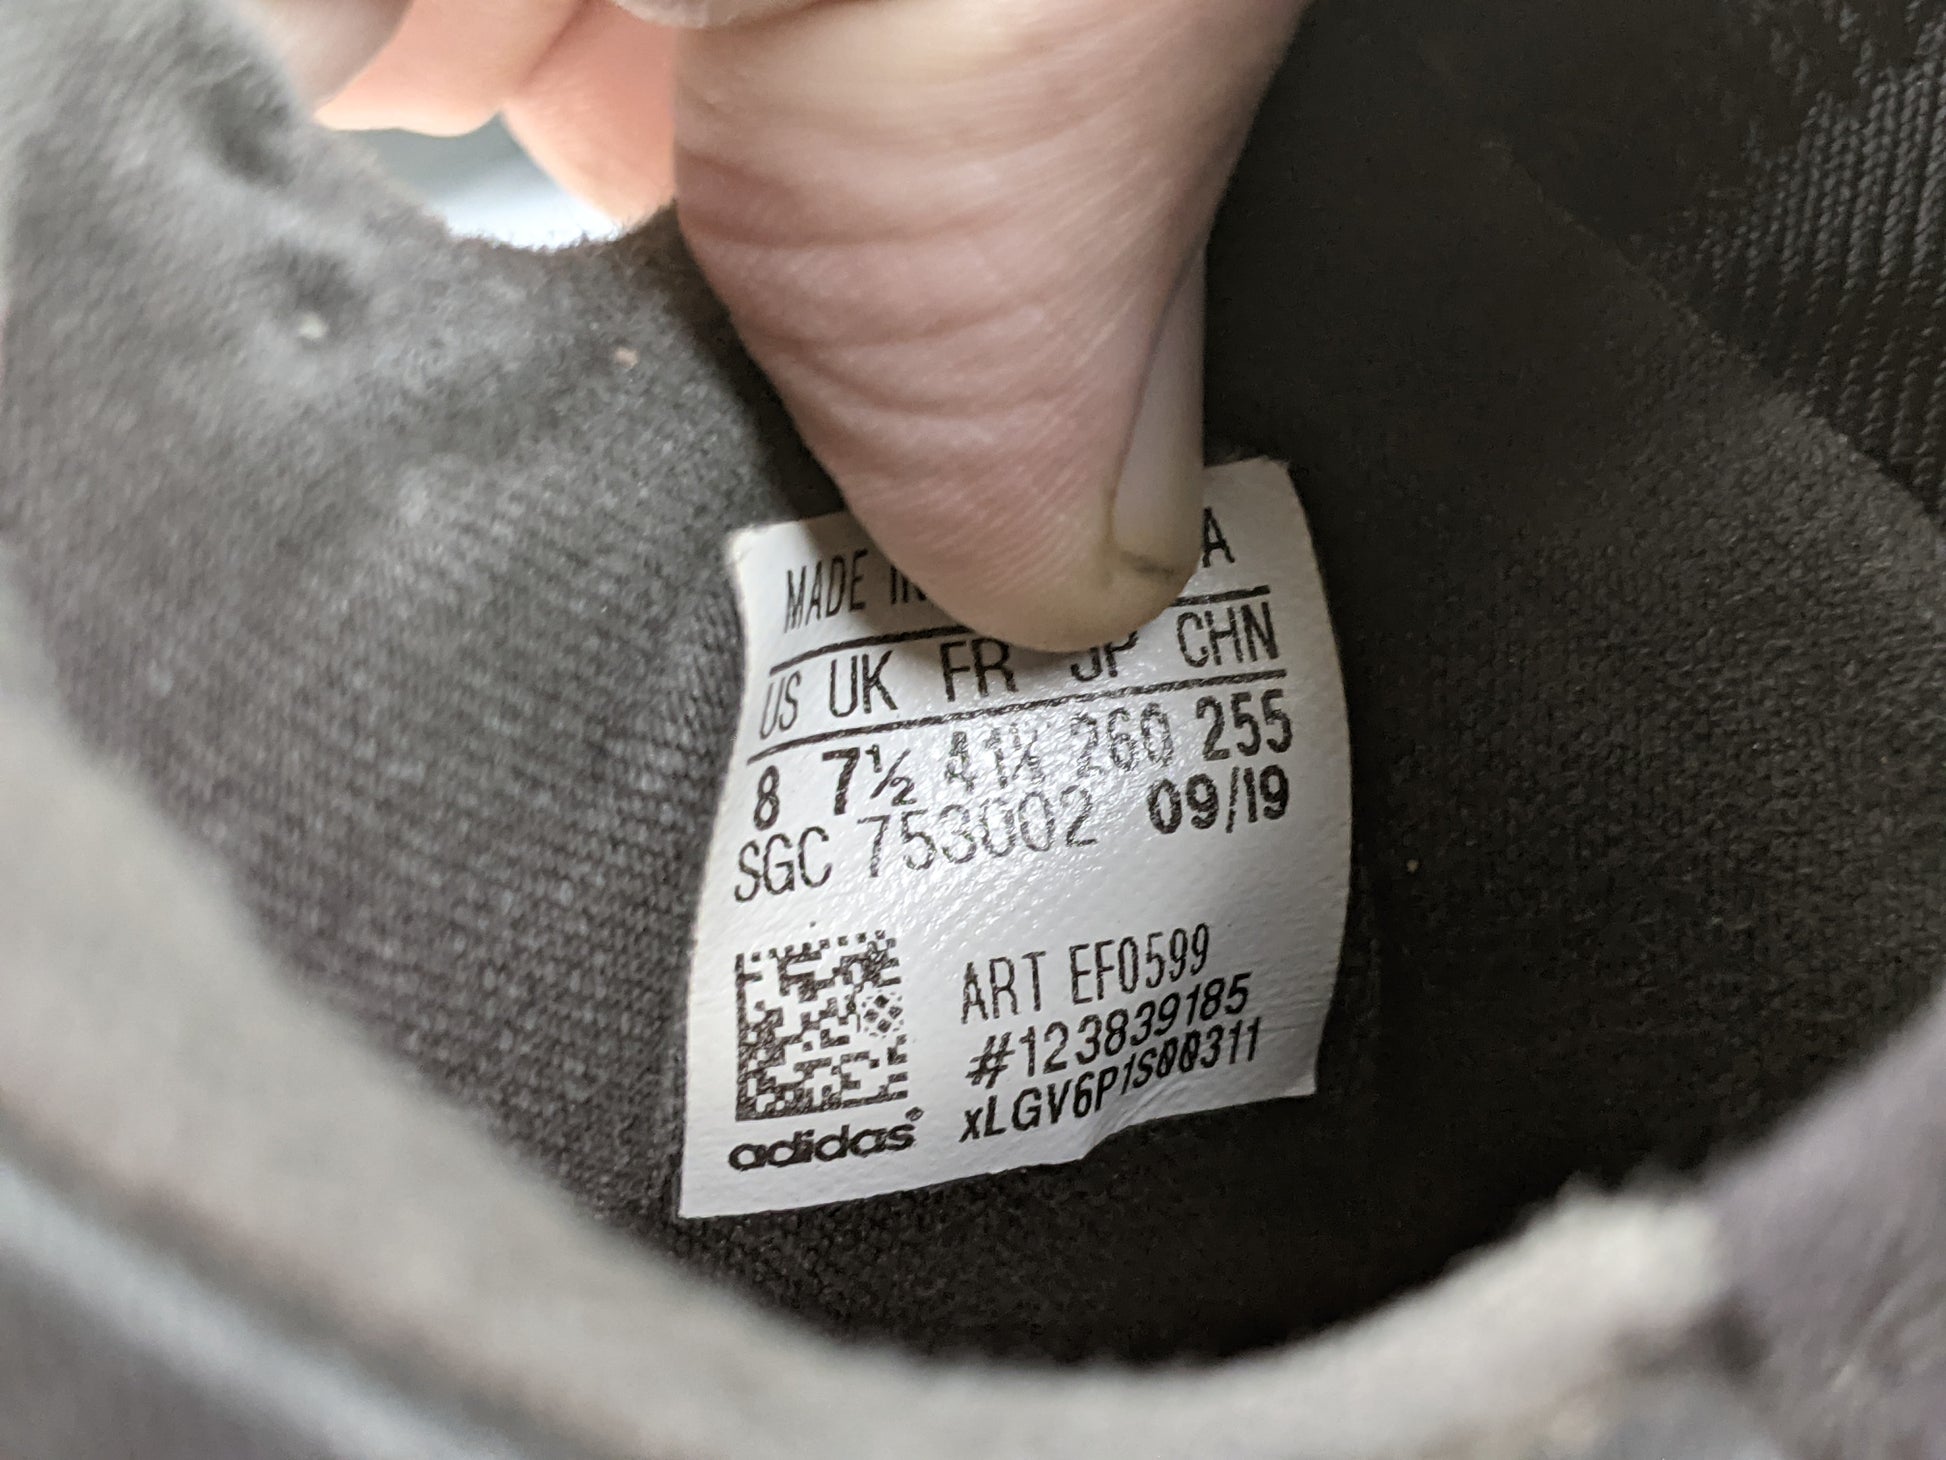 MADE IN A
US UK FR JP CHN
8 7½ 41⅓ 260 255
SGC 753002 09/19
ART EF0599
#123839185
xLGV6P1S00311
adidas®